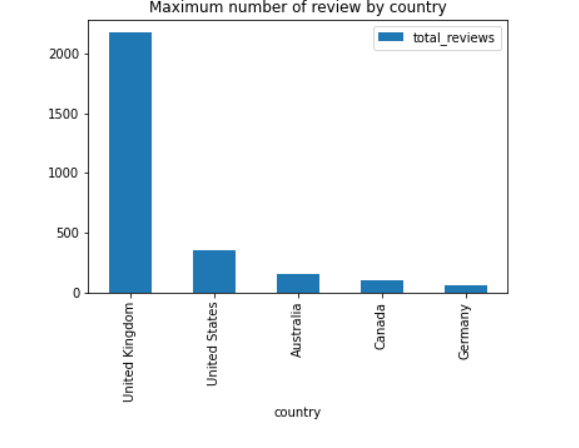 Maximum number of review by country
total_reviews
2000
1500
1000
500
0
United Kingdom
United States
Australia
Canada
Germany
country